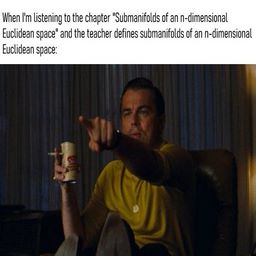 When I'm listening to the chapter "Submanifolds of an n-dimensional
Euclidean space" and the teacher defines submanifolds of an n-dimensional
Euclidean space: